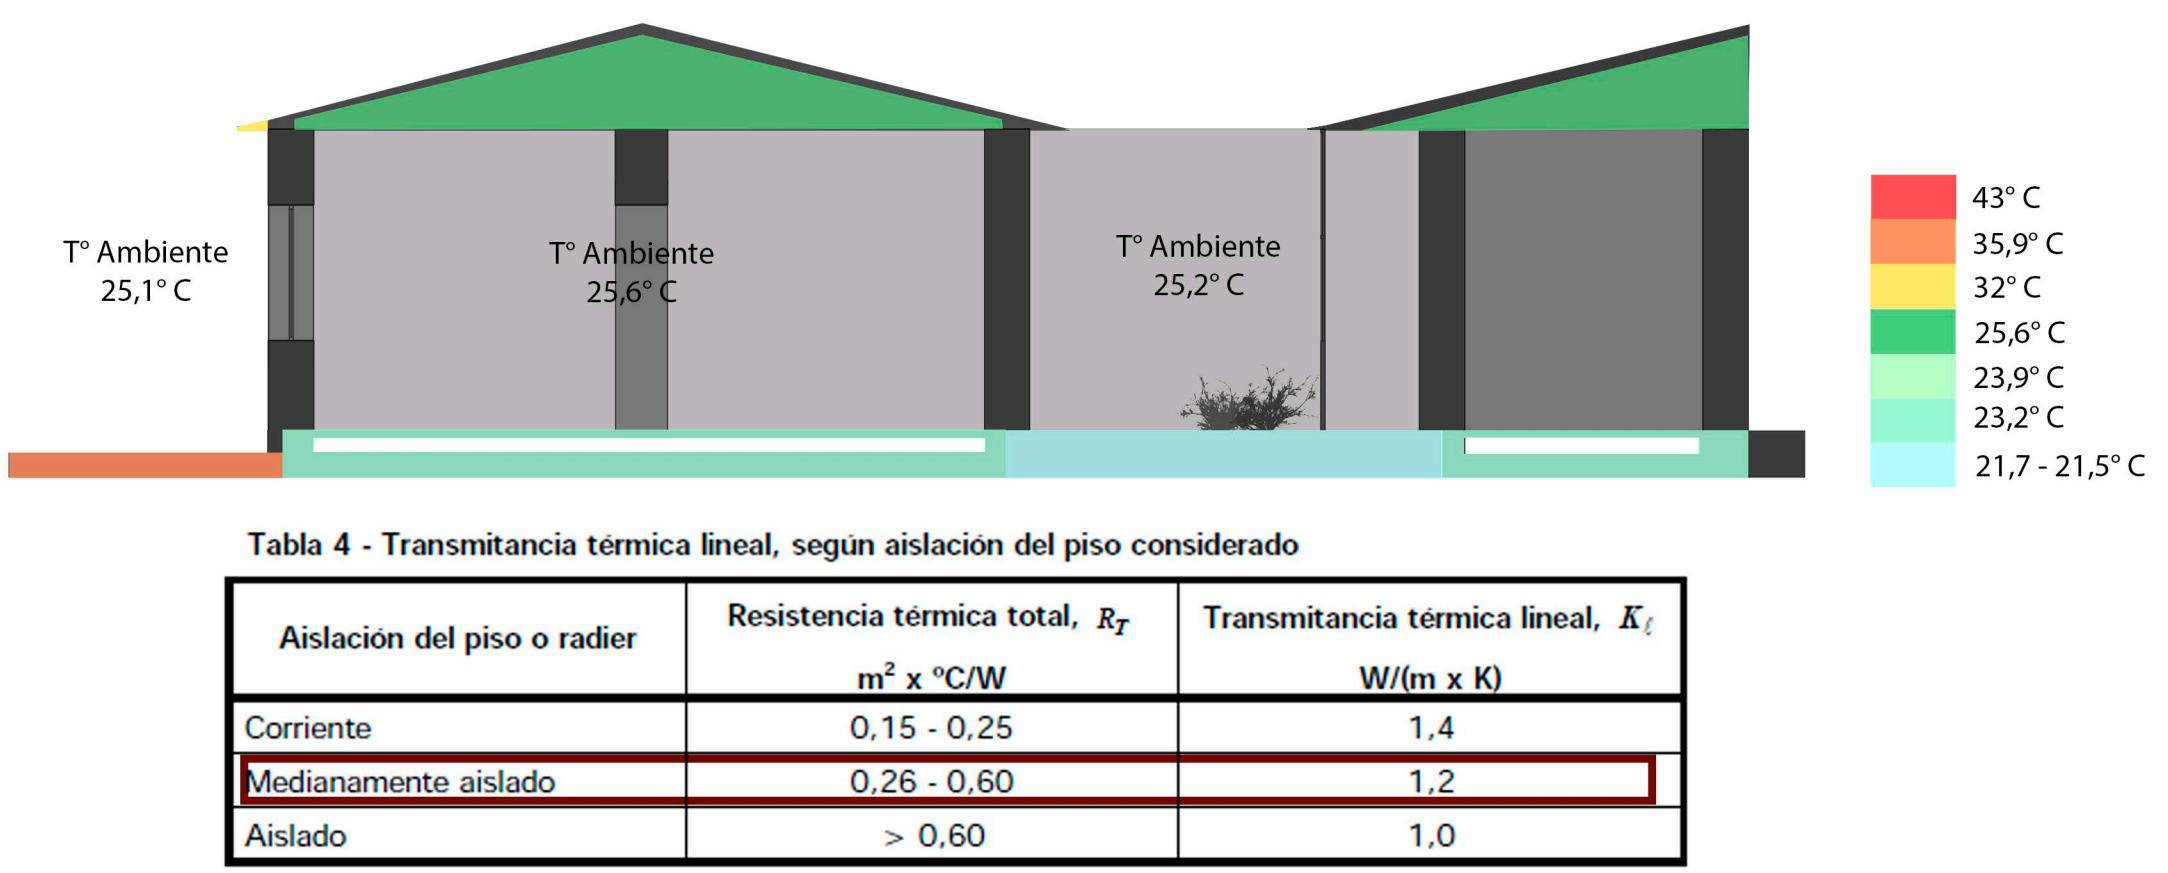 T° Ambiente
25,1° C
T° Ambiente
25,6° C
T° Ambiente
25,2° C
43° C
35,9° C
32° C
25,6° C
23,9° C
23,2° C
21,7 - 21,5° C
Tabla 4 - Transmitancia térmica lineal, según aislación del piso considerado
Aislación del piso o radier
Resistencia térmica total, R_T
m² x ºC/W
Transmitancia térmica lineal, K_ℓ
W/(m x K)
Corriente 0,15 - 0,25 1,4
Medianamente aislado 0,26 - 0,60 1,2
Aislado > 0,60 1,0